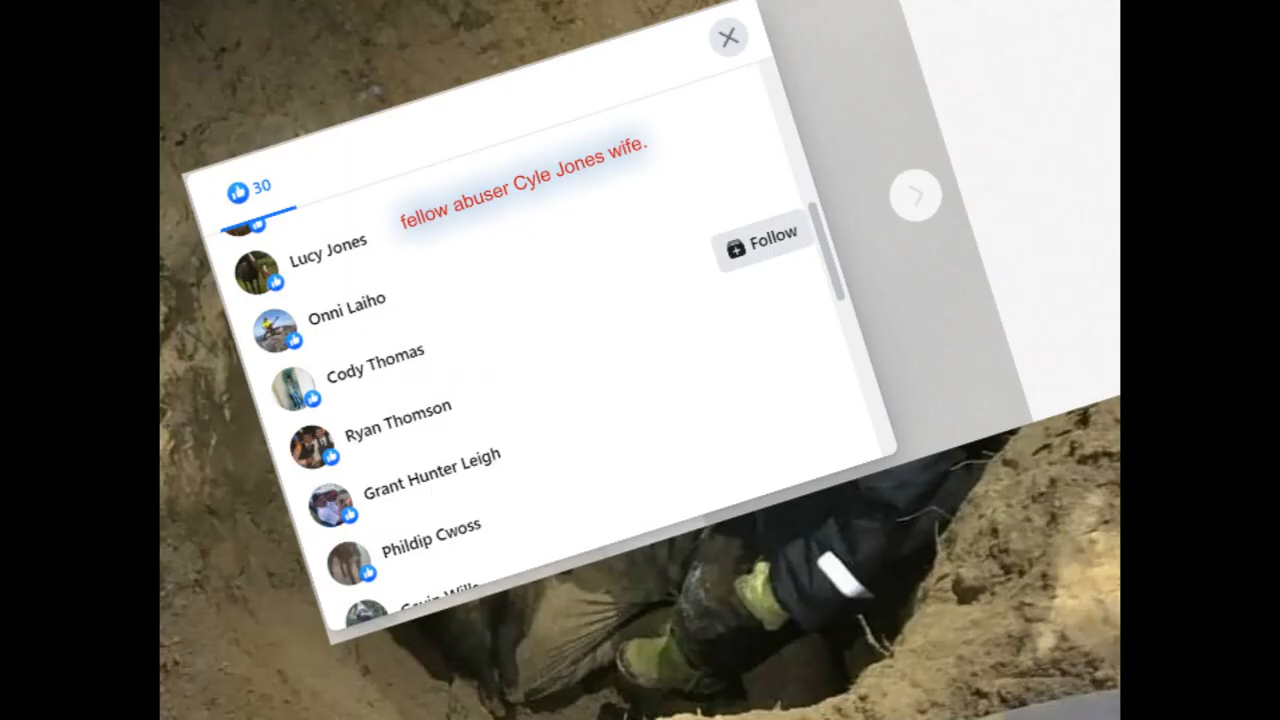 30
fellow abuser Cyle Jones wife.
Lucy Jones
Follow
Onni Laiho
Cody Thomas
Ryan Thomson
Grant Hunter Leigh
Phildip Cwoss